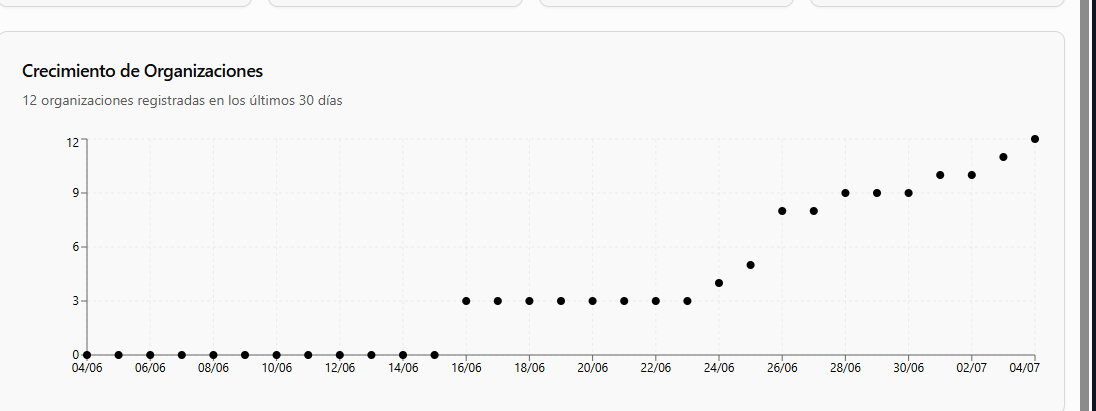 Crecimiento de Organizaciones
12 organizaciones registradas en los últimos 30 días
12
9
6
3
0
04/06 06/06 08/06 10/06 12/06 14/06 16/06 18/06 20/06 22/06 24/06 26/06 28/06 30/06 02/07 04/07